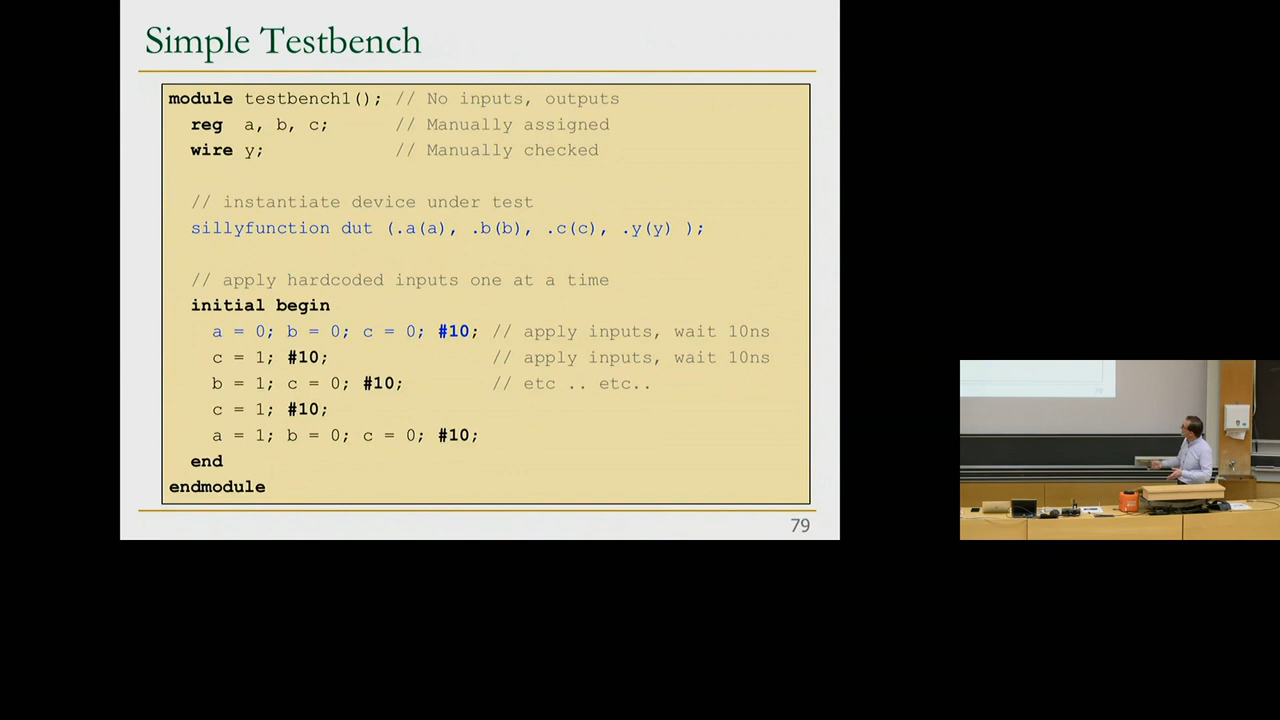 Simple Testbench
module testbench1(); // No inputs, outputs
reg a, b, c; // Manually assigned
wire y; // Manually checked
// instantiate device under test
sillyfunction dut (.a(a), .b(b), .c(c), .y(y) );
// apply hardcoded inputs one at a time
initial begin
a = 0; b = 0; c = 0; #10; // apply inputs, wait 10ns
c = 1; #10; // apply inputs, wait 10ns
b = 1; c = 0; #10; // etc .. etc..
c = 1; #10;
a = 1; b = 0; c = 0; #10;
end
endmodule
79